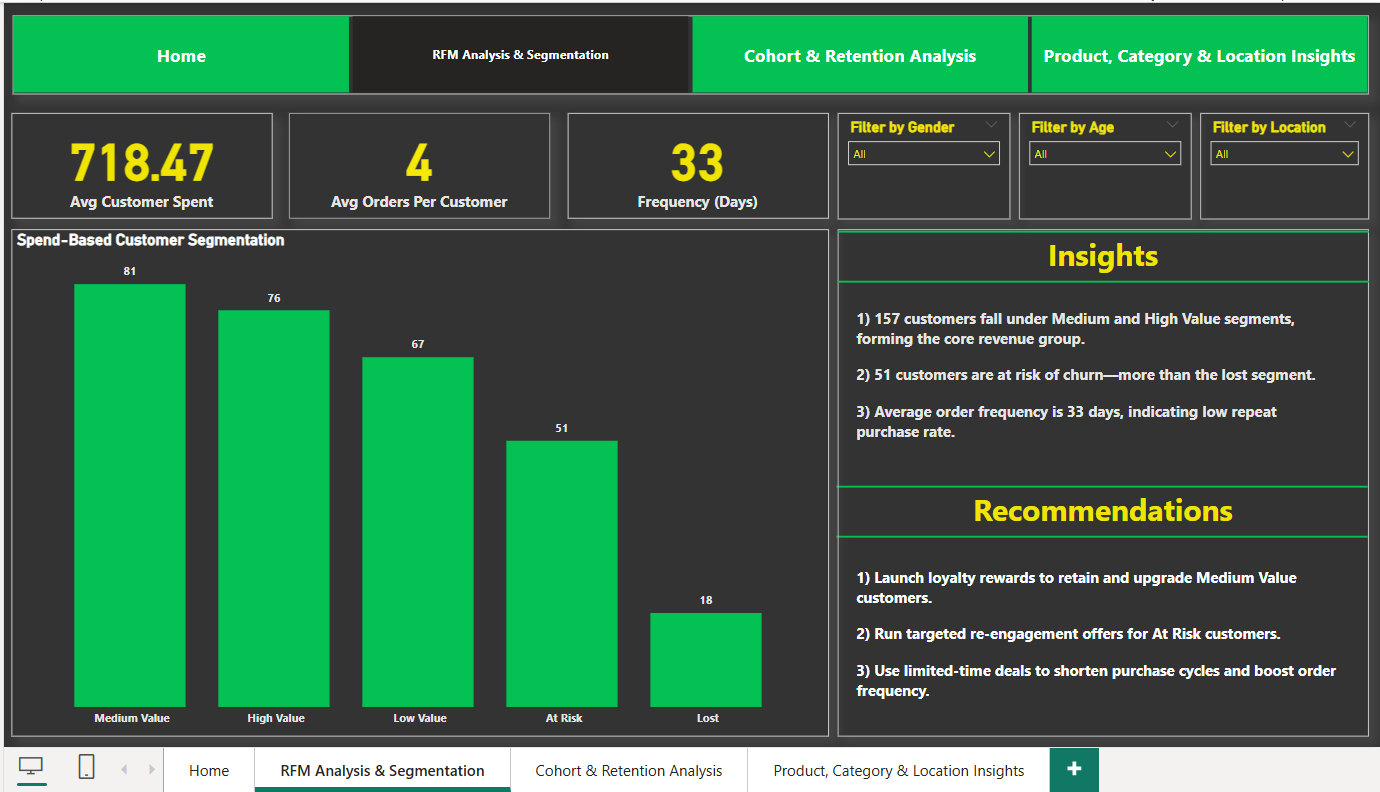 Home
RFM Analysis & Segmentation
Cohort & Retention Analysis
Product, Category & Location Insights
718.47
Avg Customer Spent
4
Avg Orders Per Customer
33
Frequency (Days)
Filter by Gender
All
Filter by Age
All
Filter by Location
All
Spend-Based Customer Segmentation
81
76
67
51
18
Medium Value
High Value
Low Value
At Risk
Lost
Insights
1) 157 customers fall under Medium and High Value segments,
forming the core revenue group.
2) 51 customers are at risk of churn—more than the lost segment.
3) Average order frequency is 33 days, indicating low repeat
purchase rate.
Recommendations
1) Launch loyalty rewards to retain and upgrade Medium Value
customers.
2) Run targeted re-engagement offers for At Risk customers.
3) Use limited-time deals to shorten purchase cycles and boost order
frequency.
Home
RFM Analysis & Segmentation
Cohort & Retention Analysis
Product, Category & Location Insights